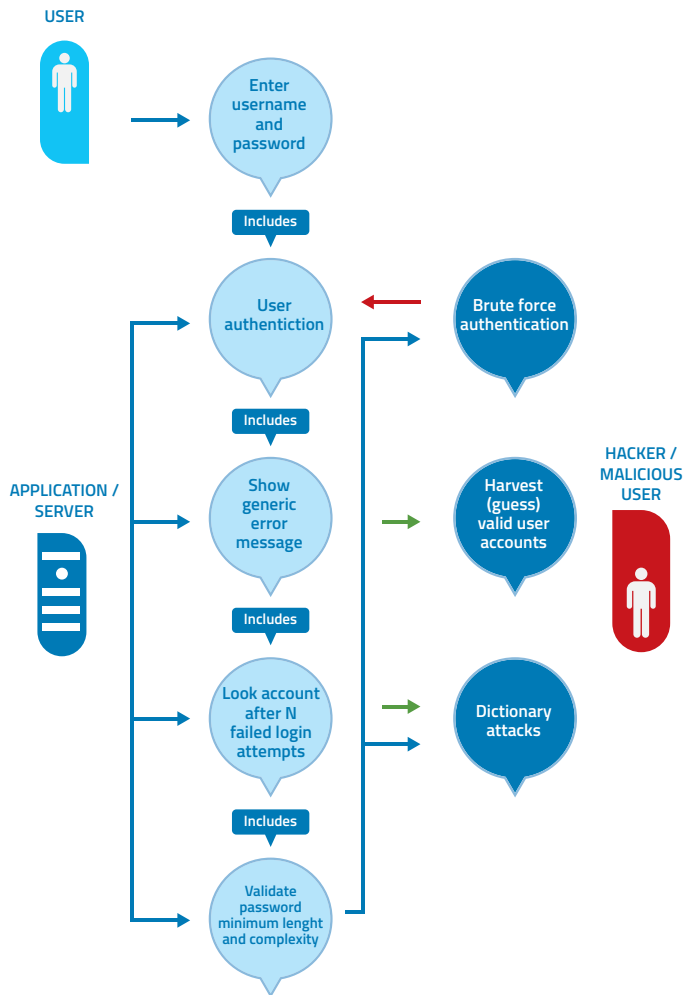 USER
Enter
username
and
password
Includes
User
authentiction
Brute force
authentication
Includes
Show
generic
error
message
Harvest
(guess)
valid user
accounts
HACKER /
MALICIOUS
USER
APPLICATION /
SERVER
Includes
Look account
after N
failed login
attempts
Dictionary
attacks
Includes
Validate
password
minimum lenght
and complexity